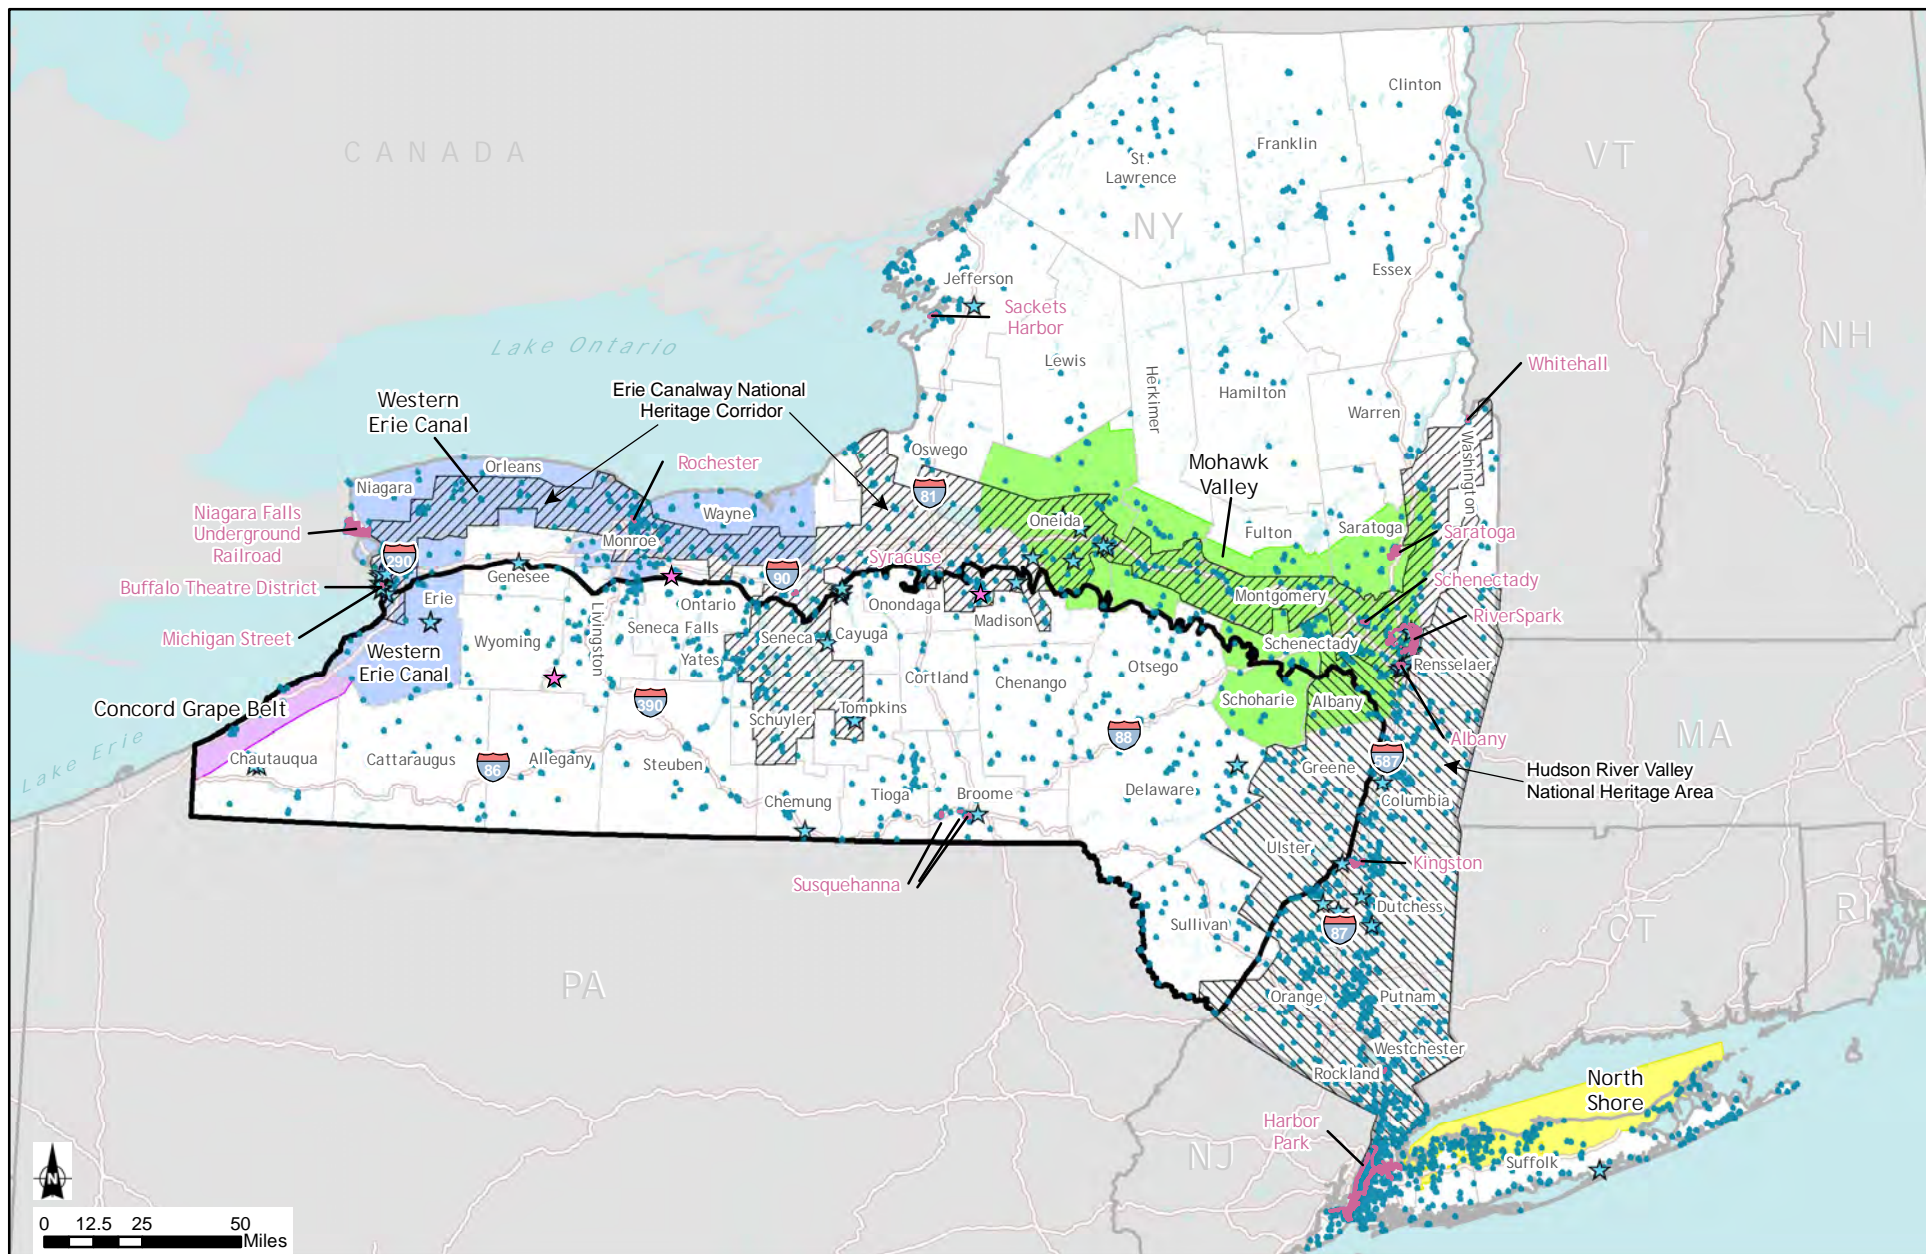 CANADA
VT
NH
NY
MA
CT
RI
PA
NJ
Clinton
Franklin
St.
Lawrence
Essex
Jefferson
Sackets
Harbor
Lewis
Herkimer
Hamilton
Warren
Whitehall
Washington
Lake Ontario
Western
Erie Canal
Erie Canalway National
Heritage Corridor
Rochester
Oswego
81
Mohawk
Valley
Orleans
Niagara
Wayne
Monroe
Oneida
Fulton
Saratoga
Saratoga
Niagara Falls
Underground
Railroad
290
90
Syracuse
Schenectady
Buffalo Theatre District
Genesee
Erie
Ontario
Onondaga
Montgomery
RiverSpark
Michigan Street
Wyoming
Livingston
Seneca Falls
Seneca
Cayuga
Madison
Schenectady
Rensselaer
Western
Erie Canal
Yates
Cortland
Chenango
Otsego
Schoharie
Albany
Concord Grape Belt
390
Schuyler
Tompkins
88
Albany
Lake Erie
Chautauqua
Cattaraugus
86
Allegany
Steuben
Chemung
Tioga
Broome
Delaware
Greene
587
Columbia
Hudson River Valley
National Heritage Area
Susquehanna
Ulster
Kingston
Sullivan
Dutchess
87
Orange
Putnam
Westchester
Rockland
North
Shore
Harbor
Park
Suffolk
N
0 12.5 25 50
Miles